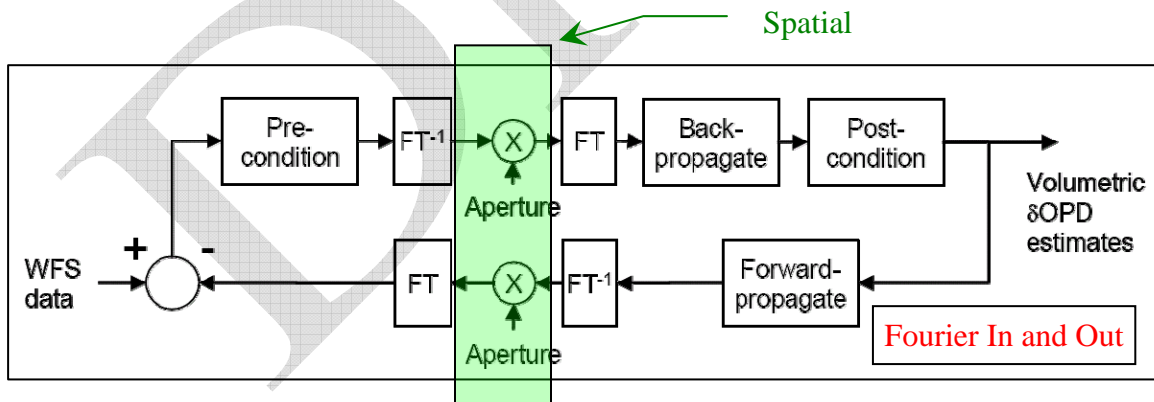 Spatial
Pre-
condition
FT-1
X
FT
Back-
propagate
Post-
condition
Aperture
Volumetric
δOPD
estimates
+
-
WFS
data
FT
X
FT-1
Forward-
propagate
Aperture
Fourier In and Out